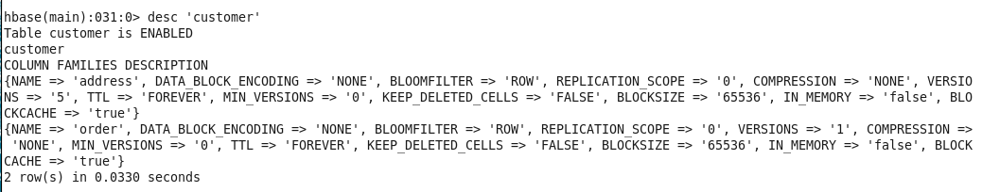 hbase(main):031:0> desc 'customer'
Table customer is ENABLED
customer
COLUMN FAMILIES DESCRIPTION
{NAME => 'address', DATA_BLOCK_ENCODING => 'NONE', BLOOMFILTER => 'ROW', REPLICATION_SCOPE => '0', COMPRESSION => 'NONE', VERSIO
NS => '5', TTL => 'FOREVER', MIN_VERSIONS => '0', KEEP_DELETED_CELLS => 'FALSE', BLOCKSIZE => '65536', IN_MEMORY => 'false', BLO
CKCACHE => 'true'}
{NAME => 'order', DATA_BLOCK_ENCODING => 'NONE', BLOOMFILTER => 'ROW', REPLICATION_SCOPE => '0', VERSIONS => '1', COMPRESSION =>
 'NONE', MIN_VERSIONS => '0', TTL => 'FOREVER', KEEP_DELETED_CELLS => 'FALSE', BLOCKSIZE => '65536', IN_MEMORY => 'false', BLOCK
CACHE => 'true'}
2 row(s) in 0.0330 seconds